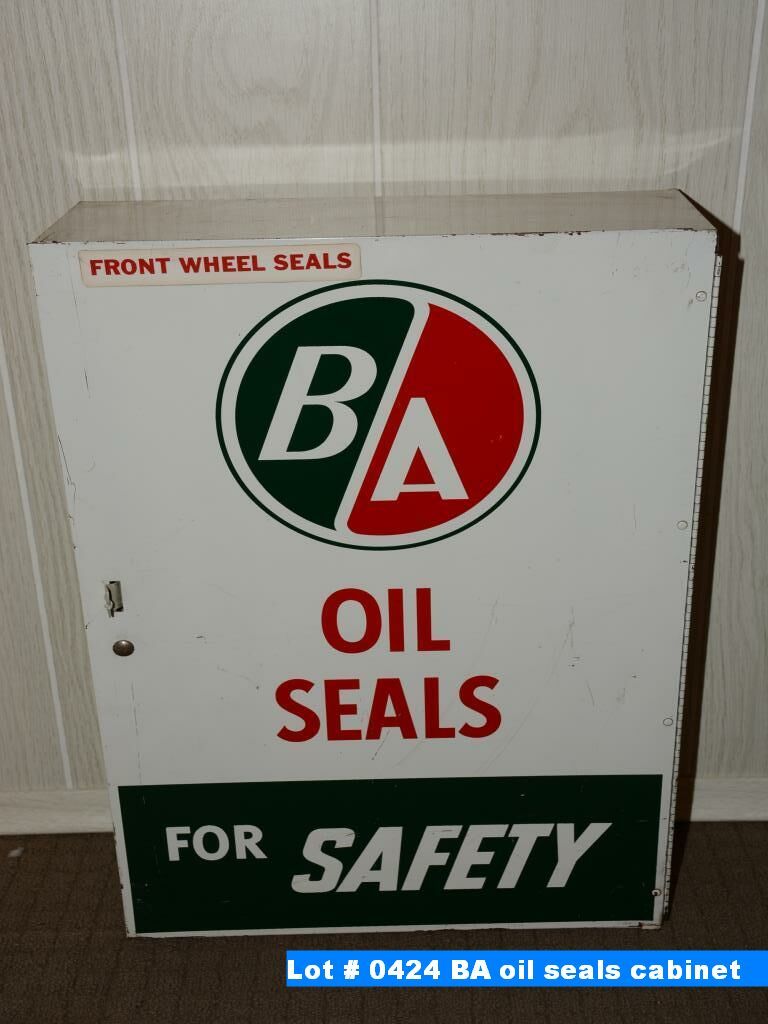 FRONT WHEEL SEALS
BA
OIL
SEALS
FOR SAFETY
Lot # 0424 BA oil seals cabinet